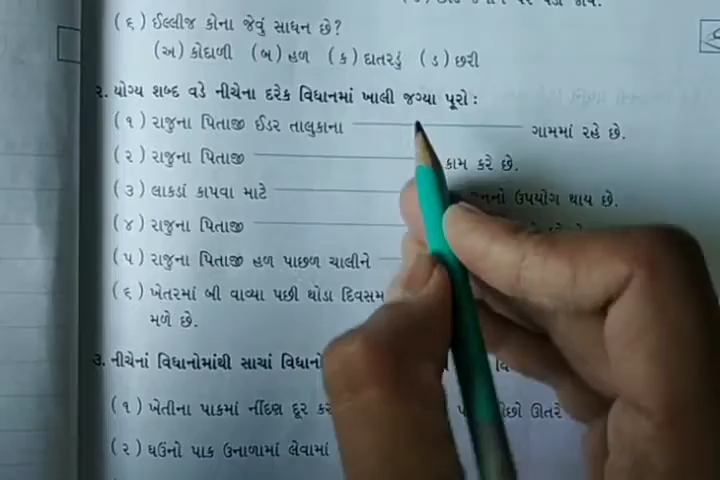 (૬) ઈલ્લીજ કોના જેવું સાધન છે?
(અ) કોદાળી (બ) હળ (ક) દાતરડું (ડ) છરી
૨. યોગ્ય શબ્દ વડે નીચેના દરેક વિધાનમાં ખાલી જગ્યા પૂરો :
(૧) રાજુના પિતાજી ઈડર તાલુકાના ગામમાં રહે છે.
(૨) રાજુના પિતાજી કામ કરે છે.
(૩) લાકડાં કાપવા માટે ઉપયોગ થાય છે.
(૪) રાજુના પિતાજી
(૫) રાજુના પિતાજી હળ પાછળ ચાલીને
(૬) ખેતરમાં બી વાવ્યા પછી થોડા દિવસમ
મળે છે.
૩. નીચેનાં વિધાનોમાંથી સાચાં વિધાનો
(૧) ખેતીના પાકમાં નીંદણ દૂર કર ઊતરે
(૨) ઘઉંનો પાક ઉનાળામાં લેવામાં